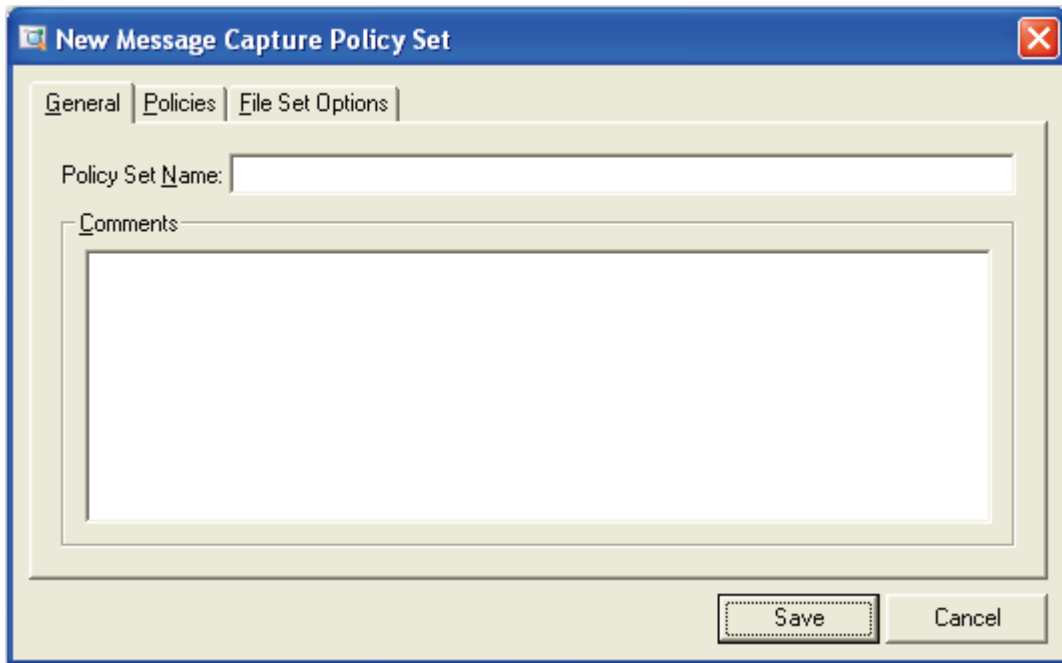 New Message Capture Policy Set
General Policies File Set Options
Policy Set Name:
Comments
Save Cancel